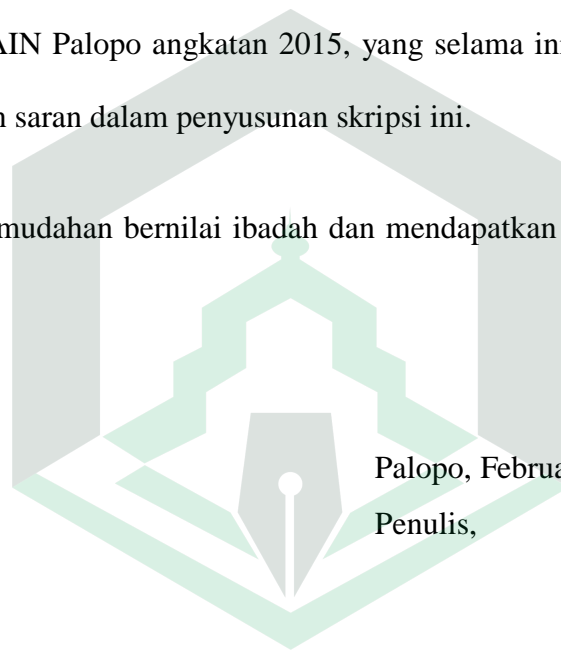 AIN Palopo angkatan 2015, yang selama ini
saran dalam penyusunan skripsi ini.
mudahan bernilai ibadah dan mendapatkan
Palopo, Februa
Penulis,